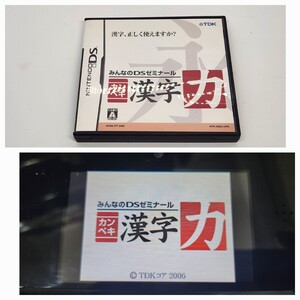 TDK
漢字、正しく使えますか?
永
NINTENDO DS
みんなのDSゼミナール
カンペキ 漢字 力
A
みんなのDSゼミナール
カンペキ 漢字 力
© TDKコア 2006